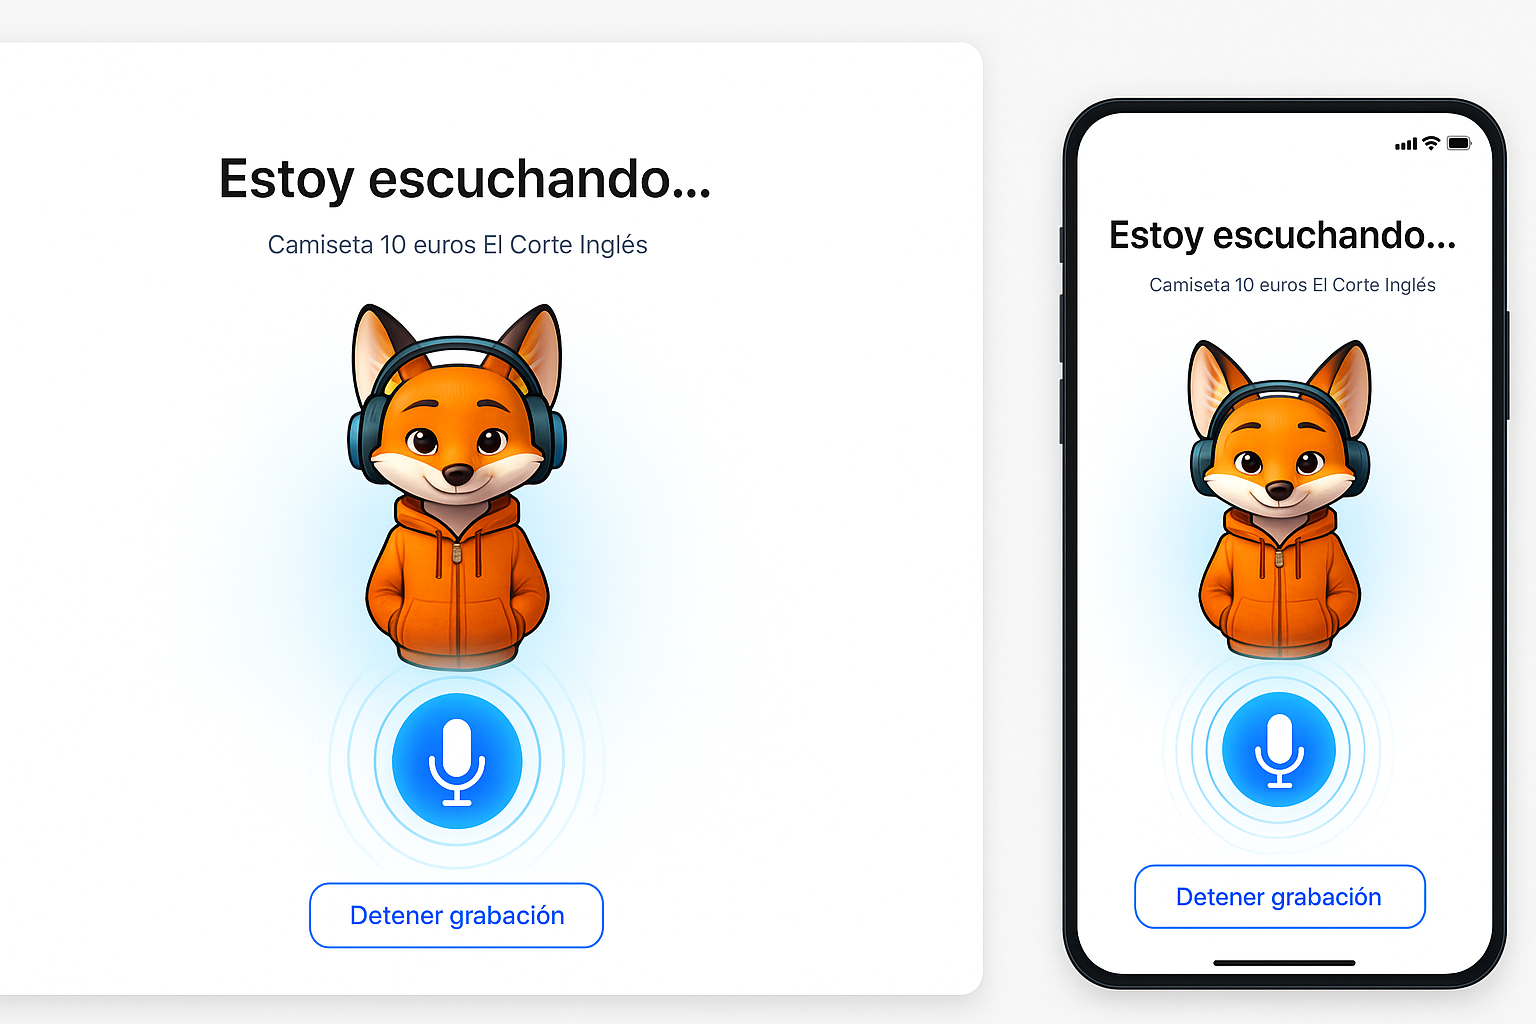 Estoy escuchando...
Camiseta 10 euros El Corte Inglés
Detener grabación
Estoy escuchando...
Camiseta 10 euros El Corte Inglés
Detener grabación